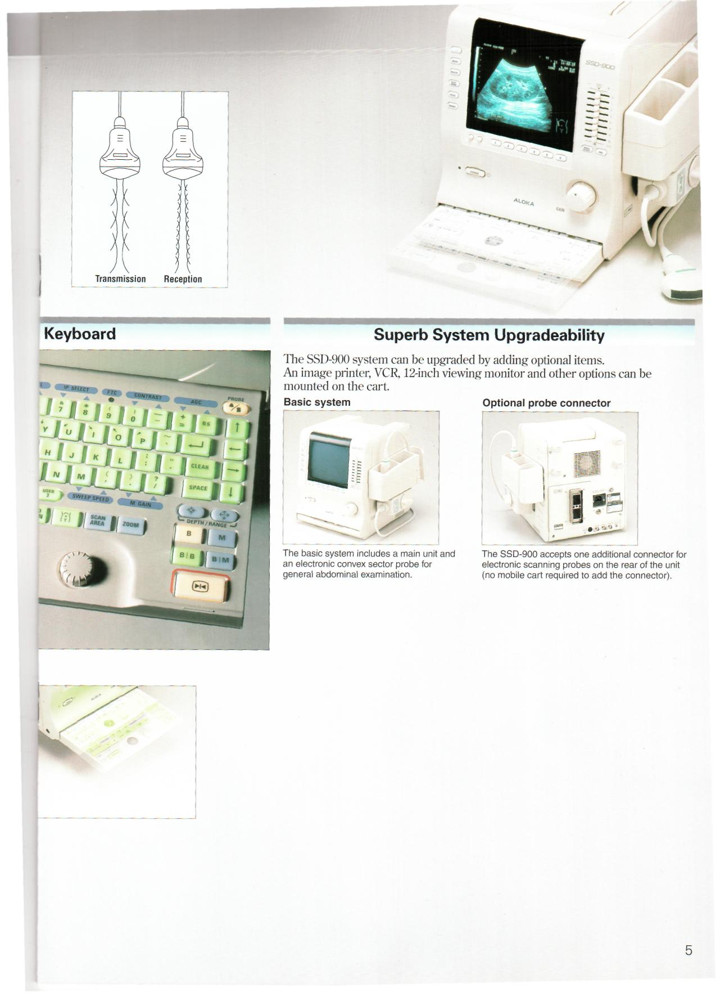 SSD-900
ALOKA
GAIN
Transmission Reception
Keyboard
IP SELECT
FTC
CONTRAST
AGC
PROBE
& 7
* 8
( 9
) 0
+ =
BS
Y U I O P
H J K L
CLEAR
N M
? /
SPACE
USER 3
SWEEP SPEED
M GAIN
SCAN AREA
ZOOM
DEPTH / RANGE
B
M
B|B
B|M
ALOKA
Superb System Upgradeability
The SSD-900 system can be upgraded by adding optional items.
An image printer, VCR, 12-inch viewing monitor and other options can be
mounted on the cart.
Basic system
The basic system includes a main unit and
an electronic convex sector probe for
general abdominal examination.
Optional probe connector
The SSD-900 accepts one additional connector for
electronic scanning probes on the rear of the unit
(no mobile cart required to add the connector).
5